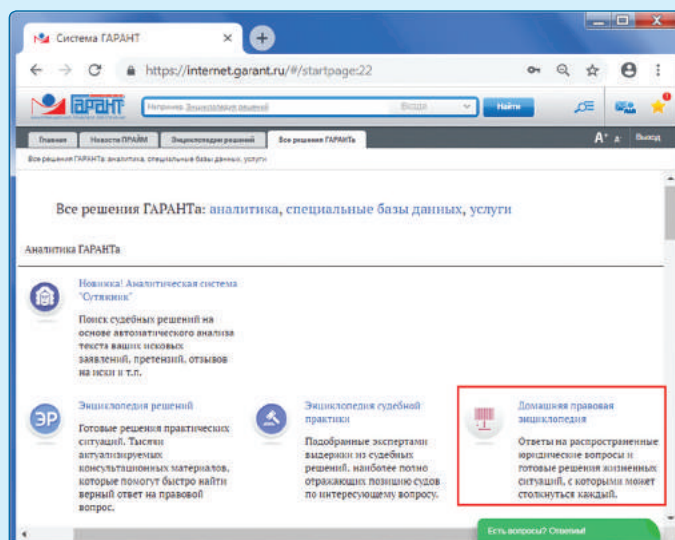 Система ГАРАНТ
https://internet.garant.ru/#/startpage:22
ГАРАНТ
Например, Энциклопедия решений
Везде
Найти
Главная
Новости ПРАЙМ
Энциклопедия решений
Все решения ГАРАНТа
A+ A-
Выход
Все решения ГАРАНТа: аналитика, специальные базы данных, услуги
Все решения ГАРАНТа: аналитика, специальные базы данных, услуги
Аналитика ГАРАНТа
Новинка! Аналитическая система
"Сутяжник"
Поиск судебных решений на
основе автоматического анализа
текста ваших исковых
заявлений, претензий, отзывов
на иски и т.п.
ЭР
Энциклопедия решений
Готовые решения практических
ситуаций. Тысячи
актуализируемых
консультационных материалов,
которые помогут быстро найти
верный ответ на правовой
вопрос.
Энциклопедия судебной
практики
Подобранные экспертами
выдержки из судебных
решений, наиболее полно
отражающих позицию судов
по интересующему вопросу.
Домашняя правовая
энциклопедия
Ответы на распространенные
юридические вопросы и
готовые решения жизненных
ситуаций, с которыми может
столкнуться каждый.
Есть вопросы? Ответим!